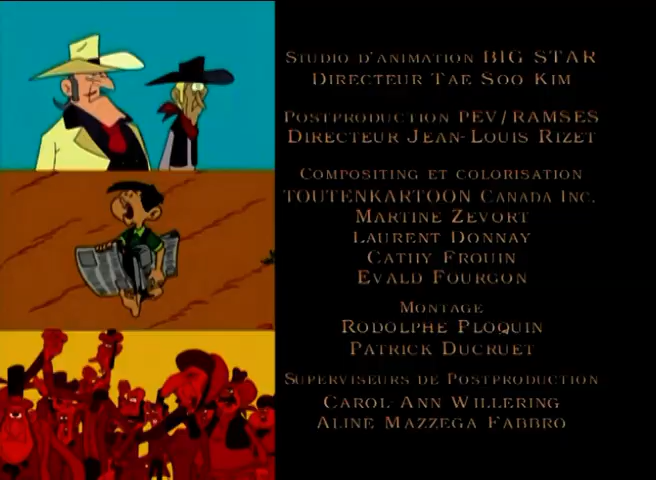 Studio d'animation BIG STAR
Directeur Tae Soo Kim
Postproduction PEV/RAMSES
Directeur Jean-Louis Rizet
Compositing et colorisation
TOUTENKARTOON Canada Inc.
Martine Zevort
Laurent Donnay
Cathy Frouin
Evald Fourgon
Montage
Rodolphe Ploquin
Patrick Ducruet
Superviseurs de Postproduction
Carol-Ann Willering
Aline Mazzega Fabbro